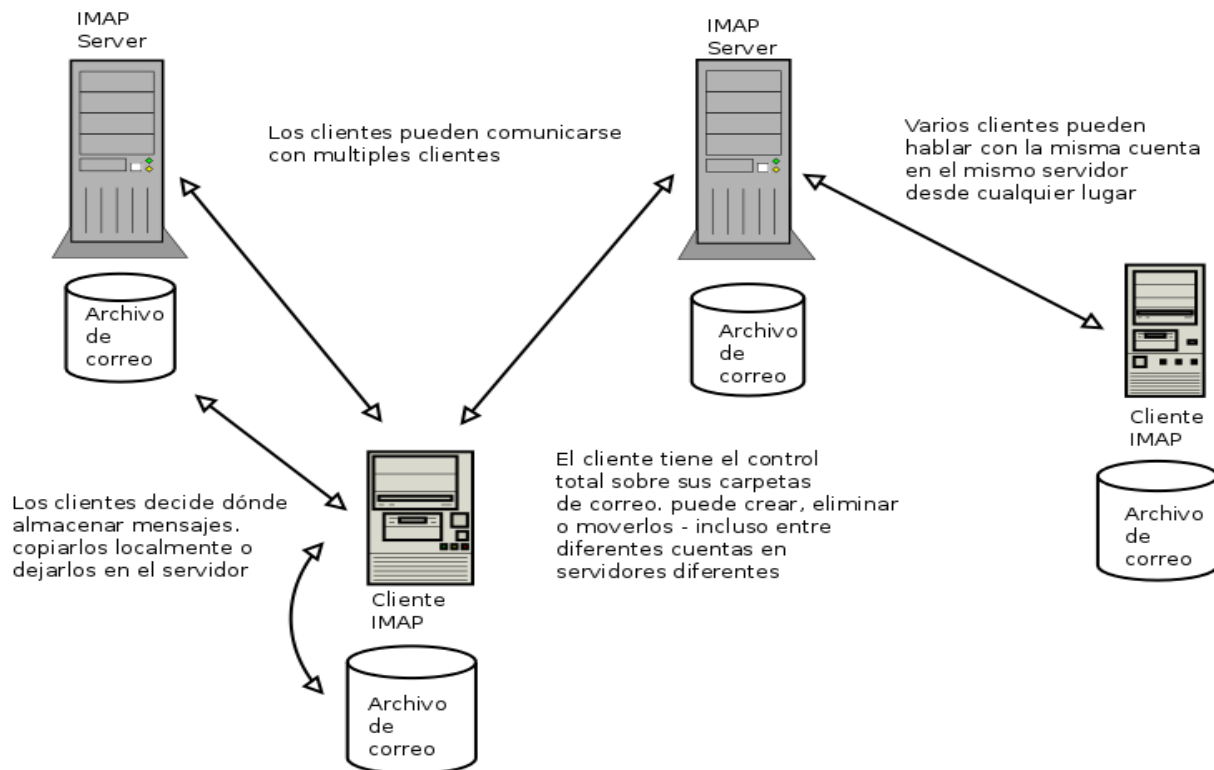 IMAP
Server
IMAP
Server
Los clientes pueden comunicarse
con multiples clientes
Varios clientes pueden
hablar con la misma cuenta
en el mismo servidor
desde cualquier lugar
Archivo
de
correo
Archivo
de
correo
Cliente
IMAP
Los clientes decide dónde
almacenar mensajes.
copiarlos localmente o
dejarlos en el servidor
El cliente tiene el control
total sobre sus carpetas
de correo. puede crear, eliminar
o moverlos - incluso entre
diferentes cuentas en
servidores diferentes
Archivo
de
correo
Cliente
IMAP
Archivo
de
correo